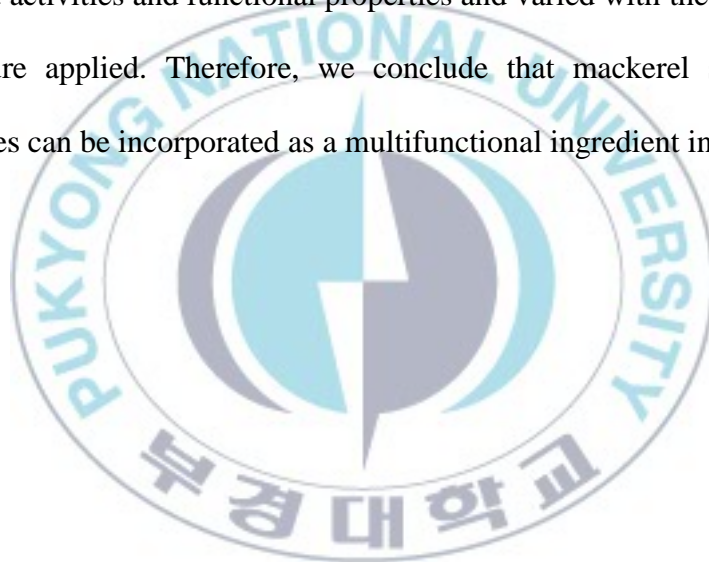 activities and functional properties and varied with the
ure applied. Therefore, we conclude that mackerel
es can be incorporated as a multifunctional ingredient in
PUKYONG NATIONAL UNIVERSITY
부경대학교